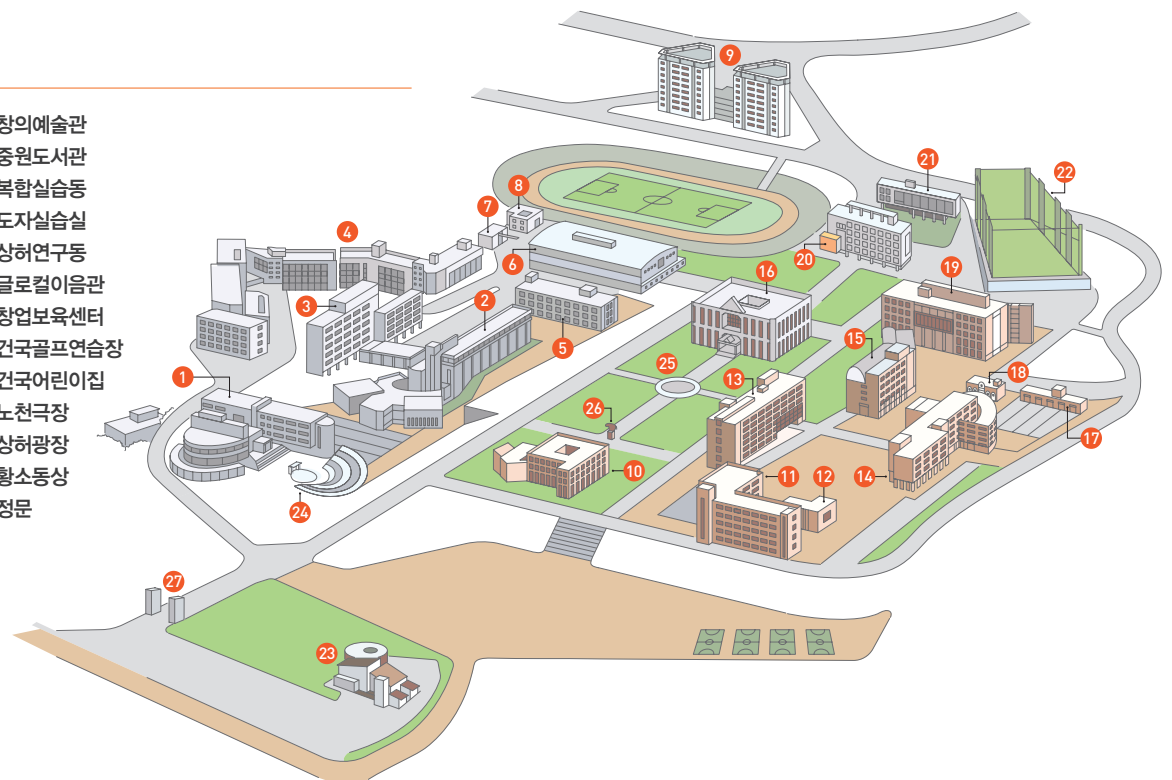 창의예술관
중원도서관
복합실습동
도자실습실
상허연구동
글로컬이음관
창업보육센터
건국골프연습장
건국어린이집
노천극장
상허광장
황소동상
정문
9
21
22
8
7
4
6
20
16
19
3
2
5
15
1
25
13
18
26
17
10
11
12
14
24
27
23